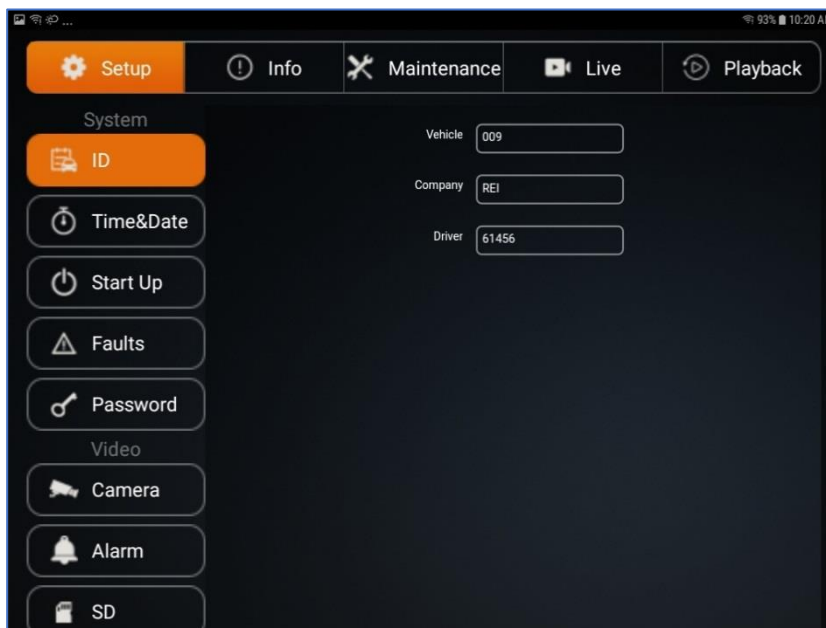 ... 93% 10:20 A
Setup Info Maintenance Live Playback
System
ID
Vehicle 009
Company REI
Driver 61456
Time&Date
Start Up
Faults
Password
Video
Camera
Alarm
SD